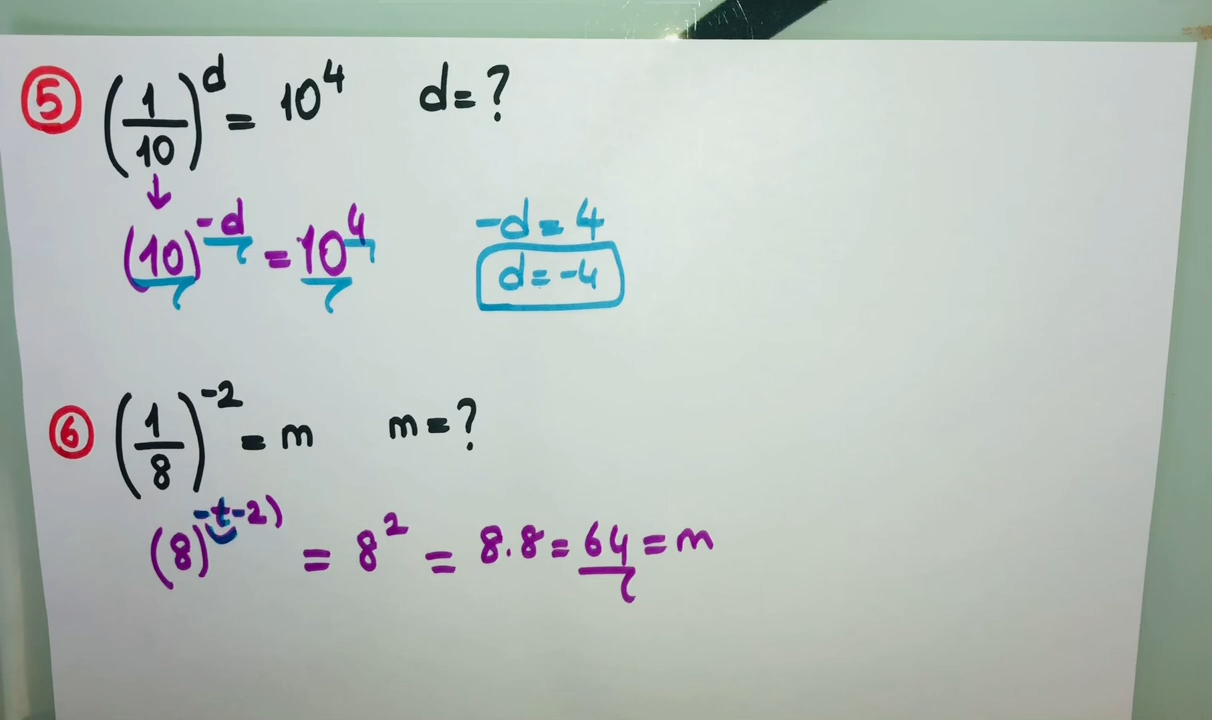 5 (1/10)^d = 10^4 d = ?
(10)^-d = 10^4 -d = 4
d = -4
6 (1/8)^-2 = m m = ?
(8)^-(-2) = 8^2 = 8.8 = 64 = m